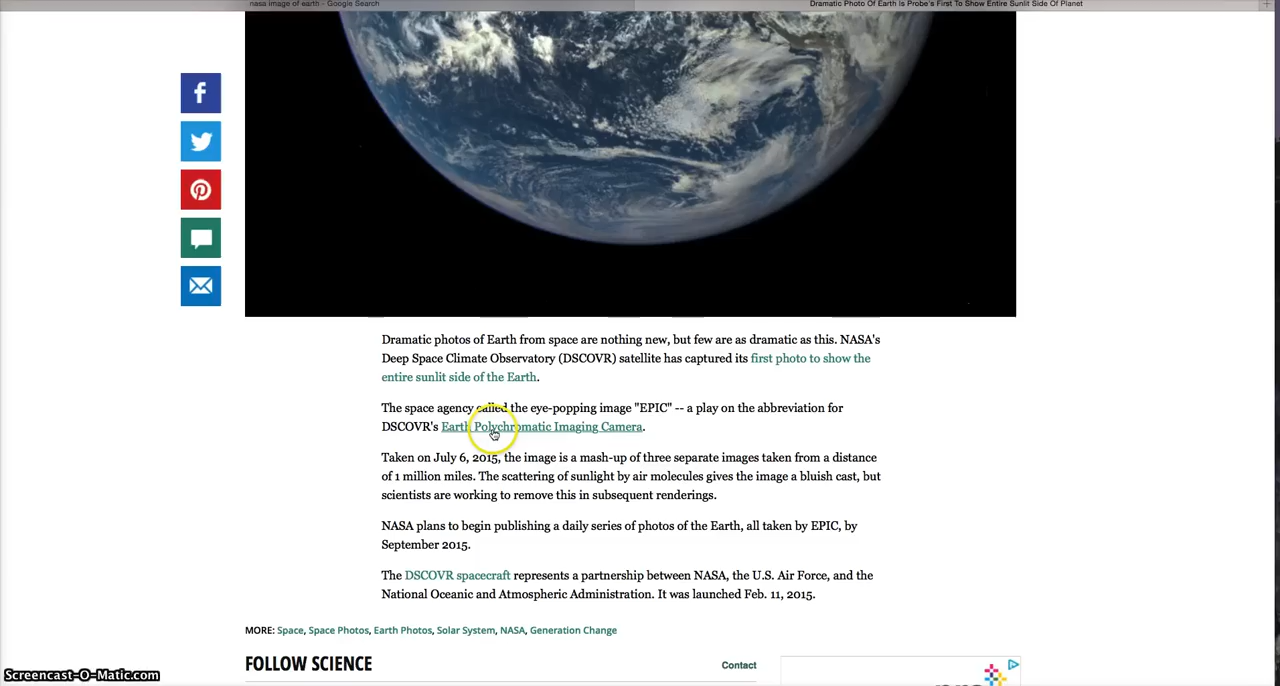 nasa image of earth - Google Search
Dramatic Photo Of Earth Is Probe's First To Show Entire Sunlit Side Of Planet
Dramatic photos of Earth from space are nothing new, but few are as dramatic as this. NASA's
Deep Space Climate Observatory (DSCOVR) satellite has captured its first photo to show the
entire sunlit side of the Earth.
The space agency called the eye-popping image "EPIC" -- a play on the abbreviation for
DSCOVR's Earth Polychromatic Imaging Camera.
Taken on July 6, 2015, the image is a mash-up of three separate images taken from a distance
of 1 million miles. The scattering of sunlight by air molecules gives the image a bluish cast, but
scientists are working to remove this in subsequent renderings.
NASA plans to begin publishing a daily series of photos of the Earth, all taken by EPIC, by
September 2015.
The DSCOVR spacecraft represents a partnership between NASA, the U.S. Air Force, and the
National Oceanic and Atmospheric Administration. It was launched Feb. 11, 2015.
MORE: Space, Space Photos, Earth Photos, Solar System, NASA, Generation Change
FOLLOW SCIENCE
Contact
Screencast-O-Matic.com